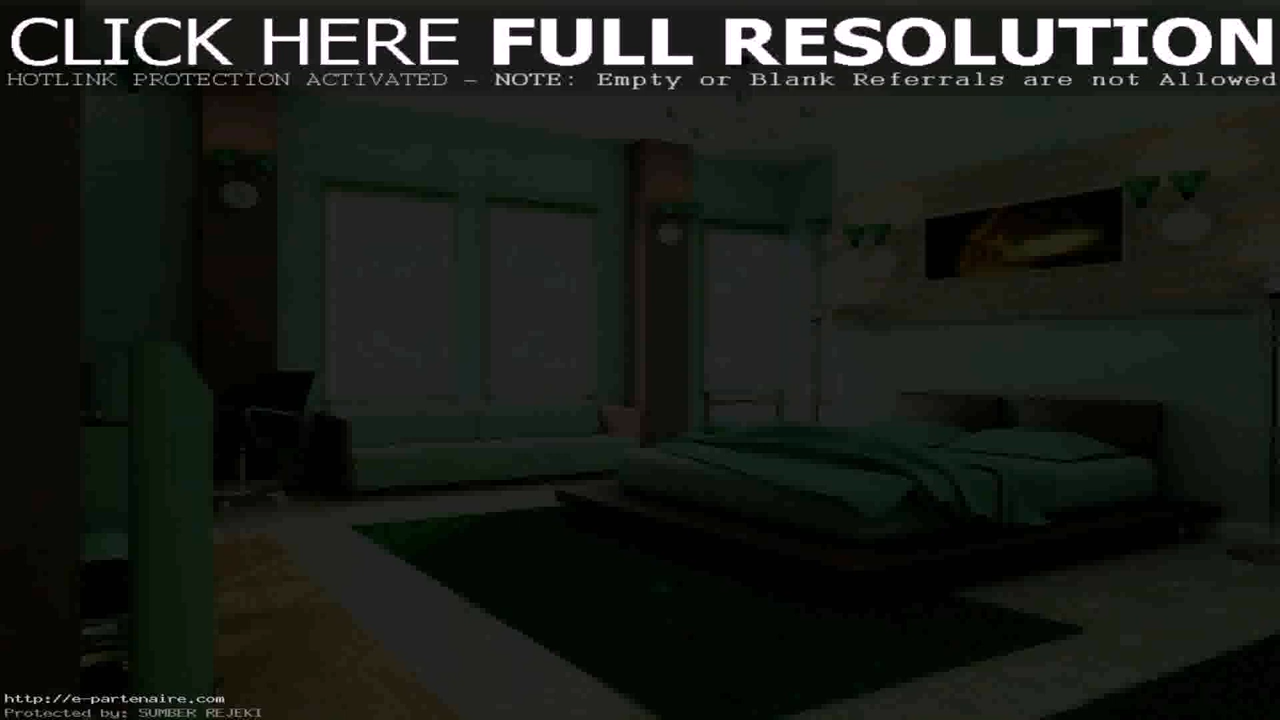 CLICK HERE FULL RESOLUTION
HOTLINK PROTECTION ACTIVATED - NOTE: Empty or Blank Referrals are not Allowed
http://e-partenaire.com
Protected by: SUMBER REJEKI